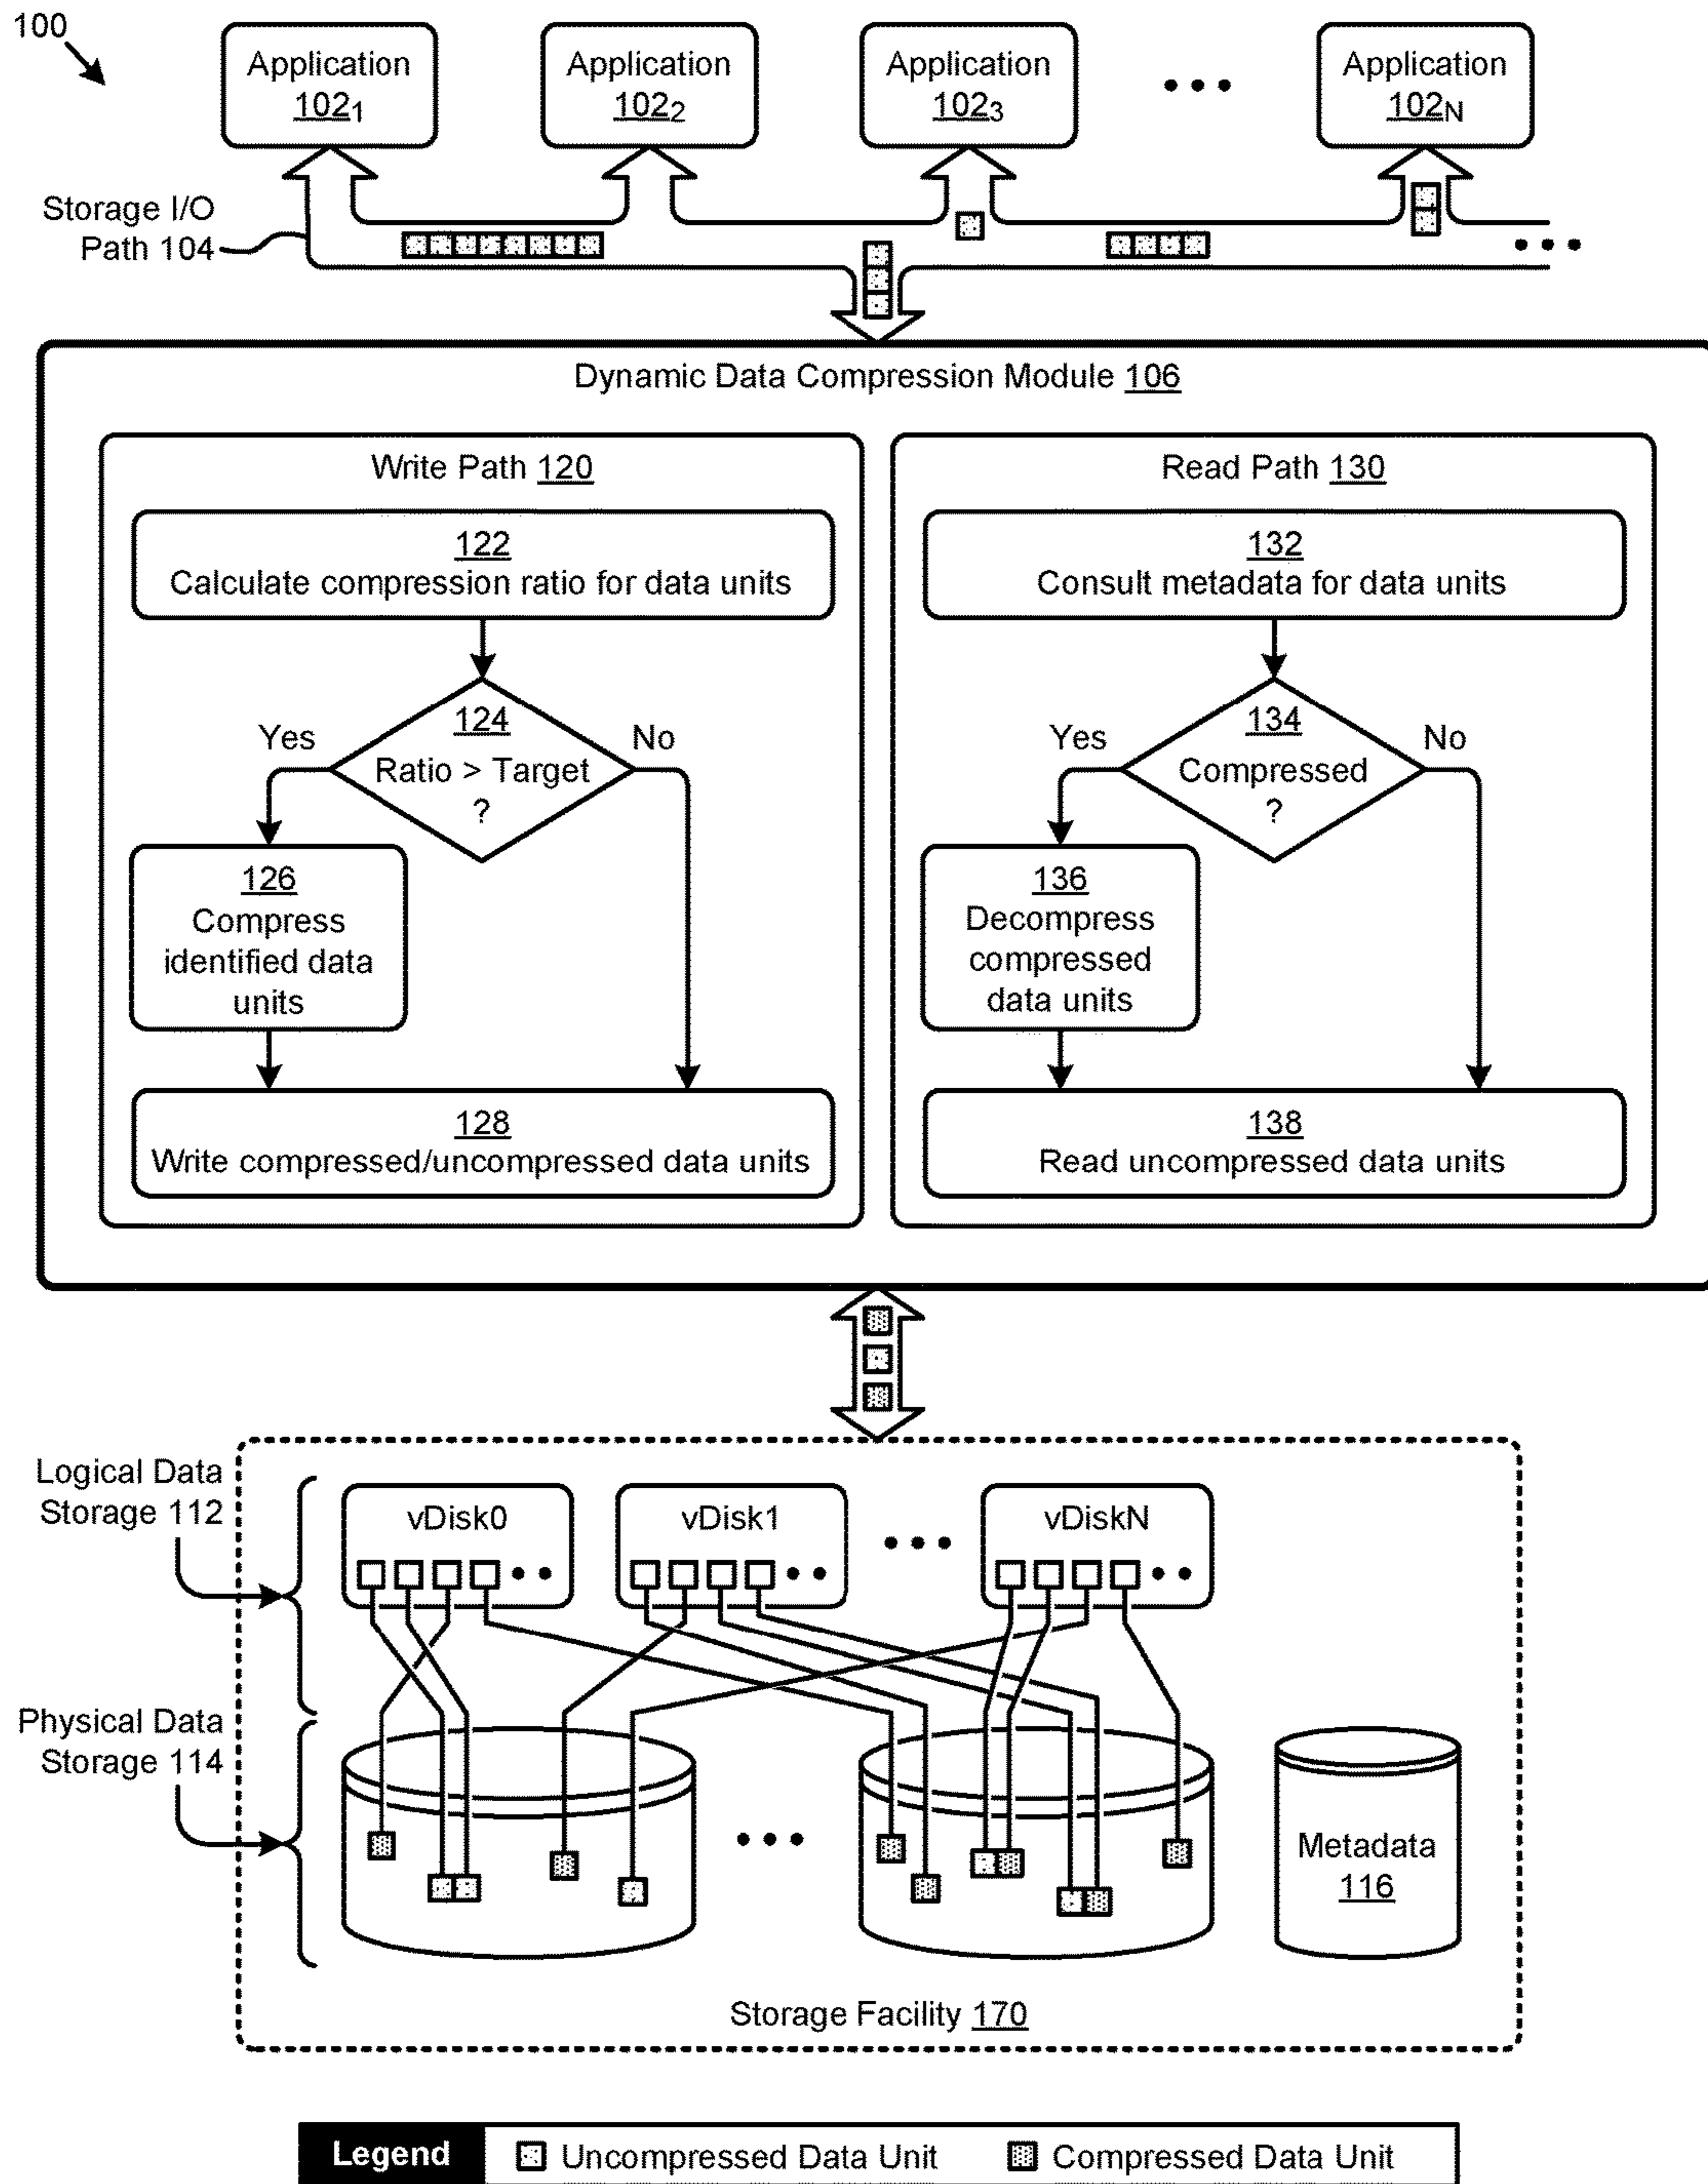 100
Application
102₁
Application
102₂
Application
102₃
Application
102N
Storage I/O
Path 104
Dynamic Data Compression Module 106
Write Path 120
122
Calculate compression ratio for data units
124
Yes
No
Ratio > Target
?
126
Compress
identified data
units
128
Write compressed/uncompressed data units
Read Path 130
132
Consult metadata for data units
134
Yes
No
Compressed
?
136
Decompress
compressed
data units
138
Read uncompressed data units
Logical Data
Storage 112
vDisk0
vDisk1
vDiskN
Physical Data
Storage 114
Metadata
116
Storage Facility 170
Legend
Uncompressed Data Unit
Compressed Data Unit